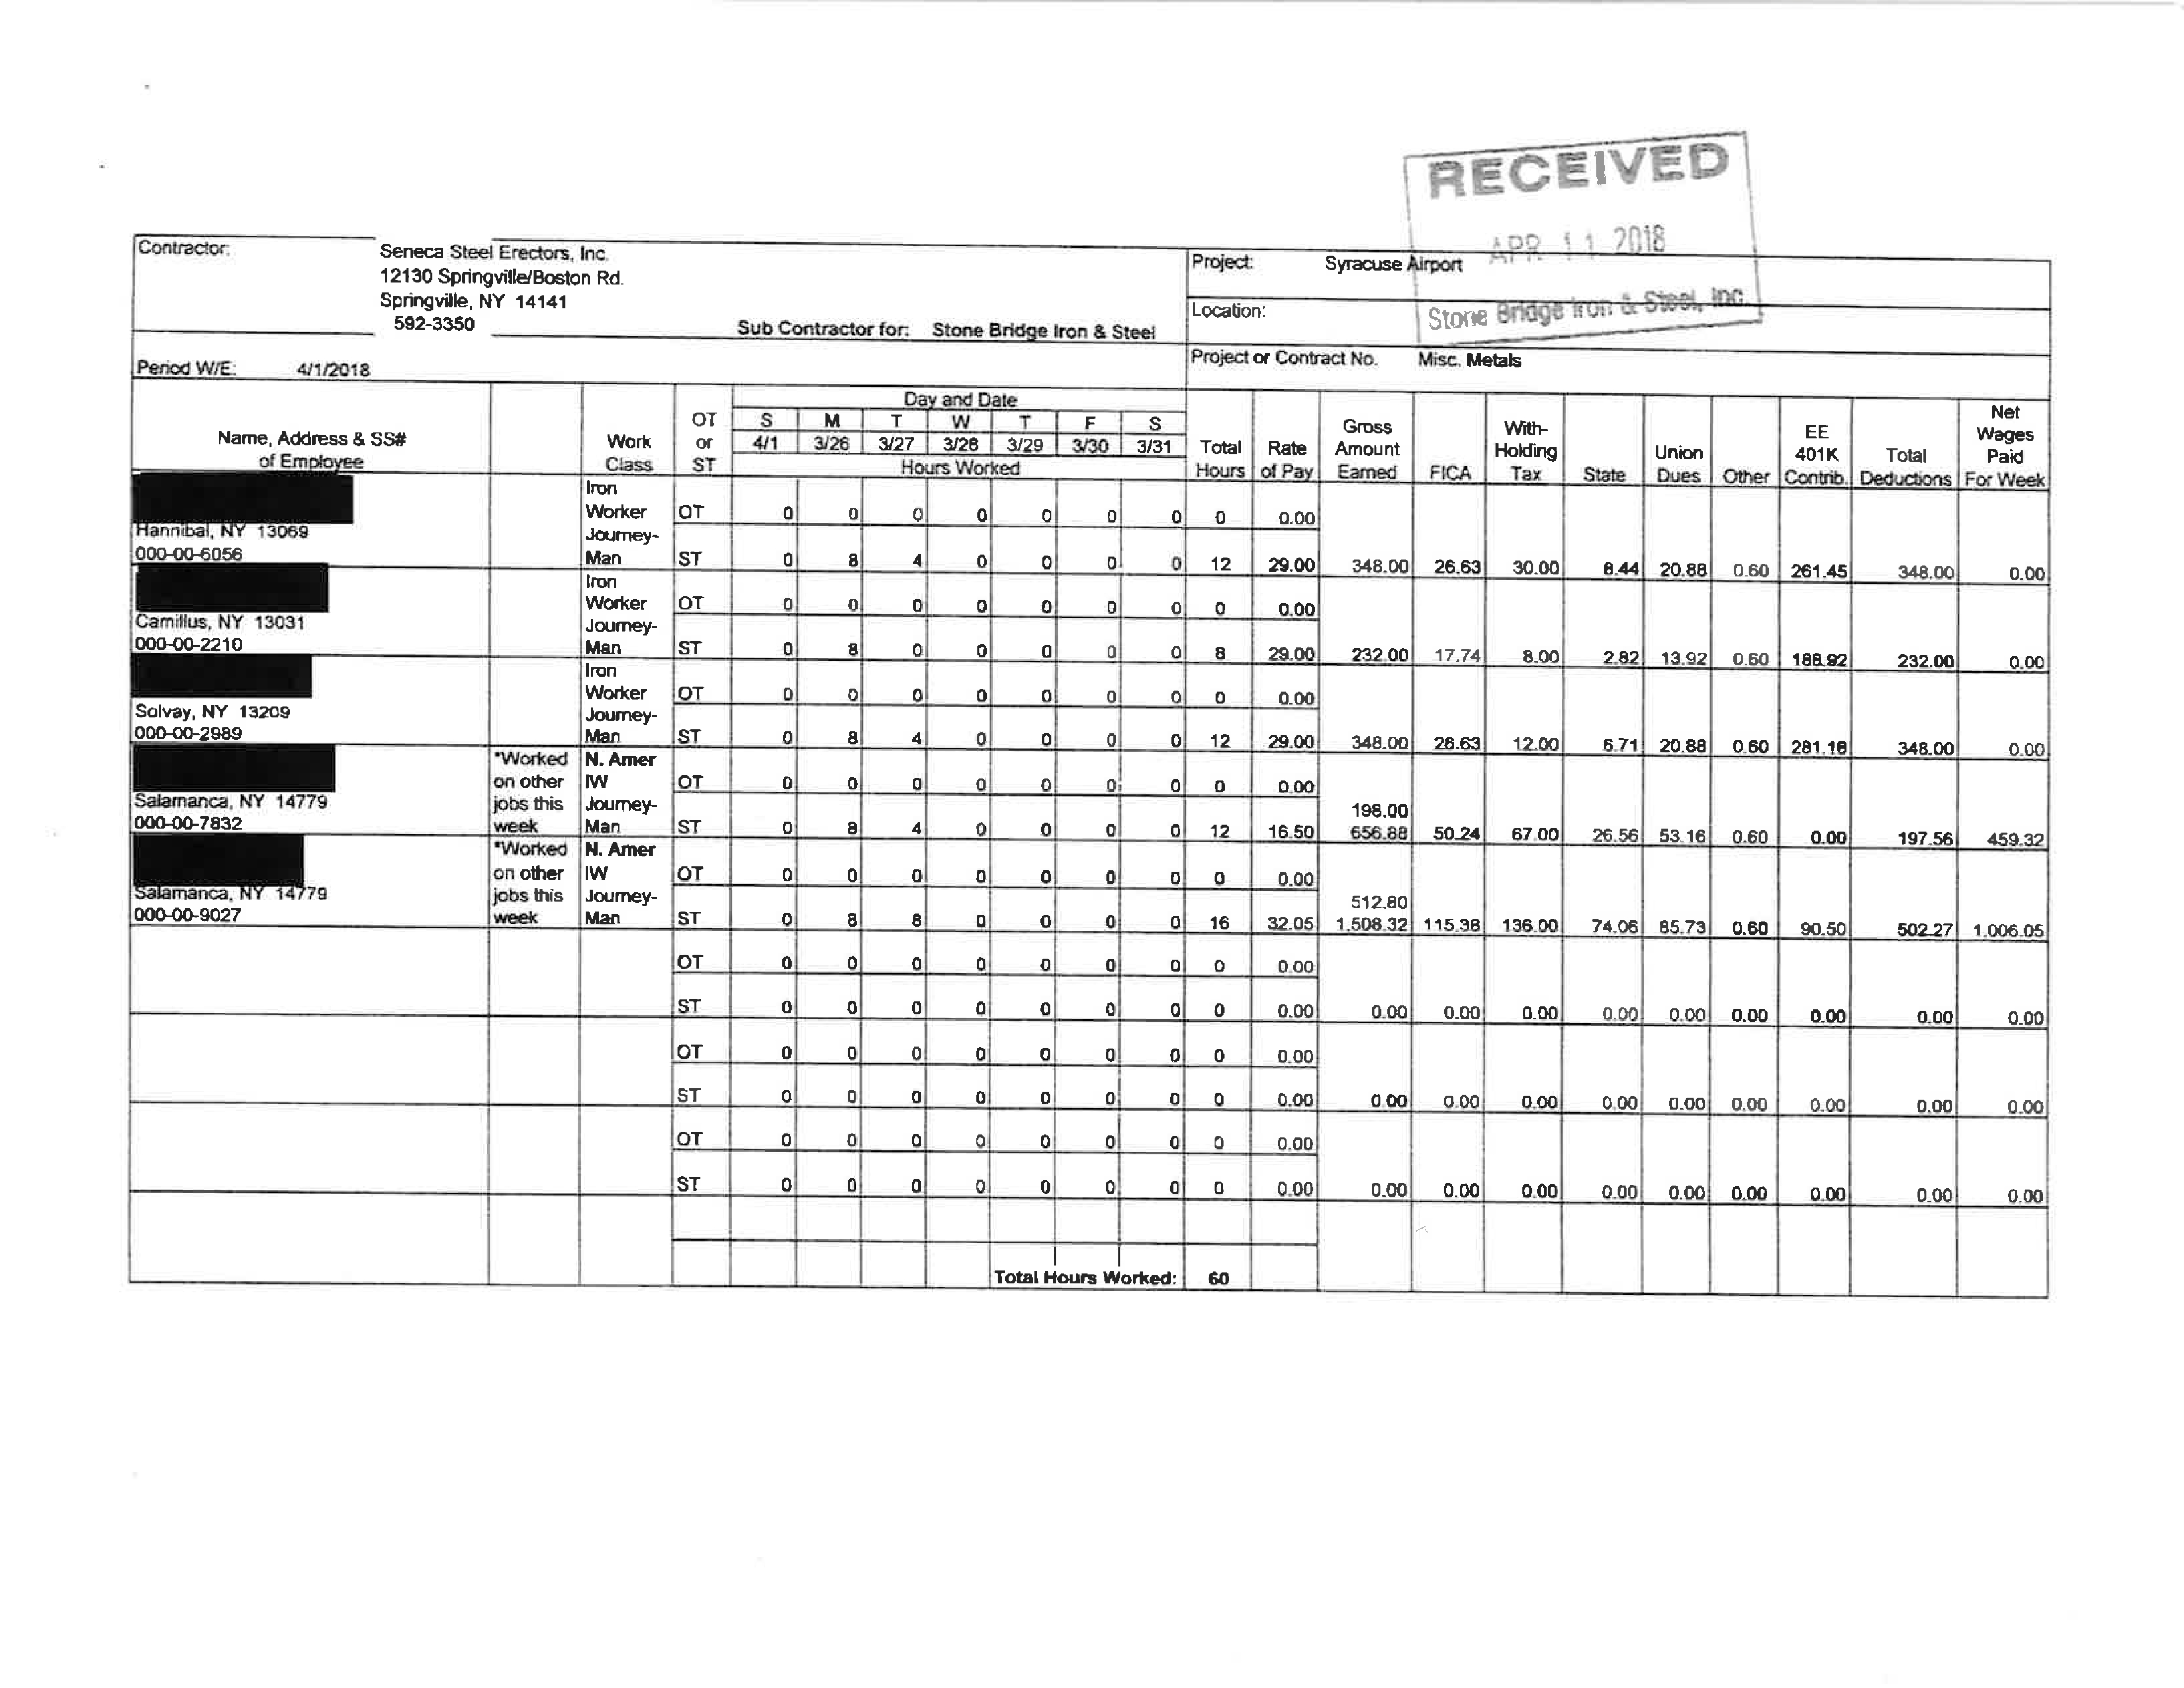 RECEIVED
APR 11 2018
Stone Bridge Iron & Steel, Inc.
Contractor: Seneca Steel Erectors, Inc.
12130 Springville/Boston Rd.
Springville, NY 14141
592-3350
Sub Contractor for: Stone Bridge Iron & Steel
Project: Syracuse Airport
Location:
Project or Contract No. Misc. Metals
Period W/E: 4/1/2018
Name, Address & SS#
of Employee
Work
Class
OT
or
ST
Day and Date
S M T W T F S
4/1 3/26 3/27 3/28 3/29 3/30 3/31
Hours Worked
Total
Hours
Rate
of Pay
Gross
Amount
Earned
FICA
With-
Holding
Tax
State
Union
Dues
Other
EE
401K
Contrib.
Total
Deductions
Net
Wages
Paid
For Week
Hannibal, NY 13069
000-00-6056
Iron
Worker
Journey-
Man
OT 0 0 0 0 0 0 0 0 0.00
ST 0 8 4 0 0 0 0 12 29.00 348.00 26.63 30.00 8.44 20.88 0.60 261.45 348.00 0.00
Camillus, NY 13031
000-00-2210
Iron
Worker
Journey-
Man
OT 0 0 0 0 0 0 0 0 0.00
ST 0 8 0 0 0 0 0 8 29.00 232.00 17.74 8.00 2.82 13.92 0.60 188.92 232.00 0.00
Solvay, NY 13209
000-00-2989
Iron
Worker
Journey-
Man
OT 0 0 0 0 0 0 0 0 0.00
ST 0 8 4 0 0 0 0 12 29.00 348.00 26.63 12.00 6.71 20.88 0.60 281.18 348.00 0.00
Salamanca, NY 14779
000-00-7832
*Worked
on other
jobs this
week
N. Amer
IW
Journey-
Man
OT 0 0 0 0 0 0 0 0 0.00
198.00
ST 0 8 4 0 0 0 0 12 16.50 656.88 50.24 67.00 26.56 53.16 0.60 0.00 197.56 459.32
Salamanca, NY 14779
000-00-9027
*Worked
on other
jobs this
week
N. Amer
IW
Journey-
Man
OT 0 0 0 0 0 0 0 0 0.00
512.80
ST 0 8 8 0 0 0 0 16 32.05 1,508.32 115.38 136.00 74.06 85.73 0.60 90.50 502.27 1,006.05
OT 0 0 0 0 0 0 0 0 0.00
ST 0 0 0 0 0 0 0 0 0.00 0.00 0.00 0.00 0.00 0.00 0.00 0.00 0.00 0.00
OT 0 0 0 0 0 0 0 0 0.00
ST 0 0 0 0 0 0 0 0 0.00 0.00 0.00 0.00 0.00 0.00 0.00 0.00 0.00 0.00
OT 0 0 0 0 0 0 0 0 0.00
ST 0 0 0 0 0 0 0 0 0.00 0.00 0.00 0.00 0.00 0.00 0.00 0.00 0.00 0.00
Total Hours Worked: 60